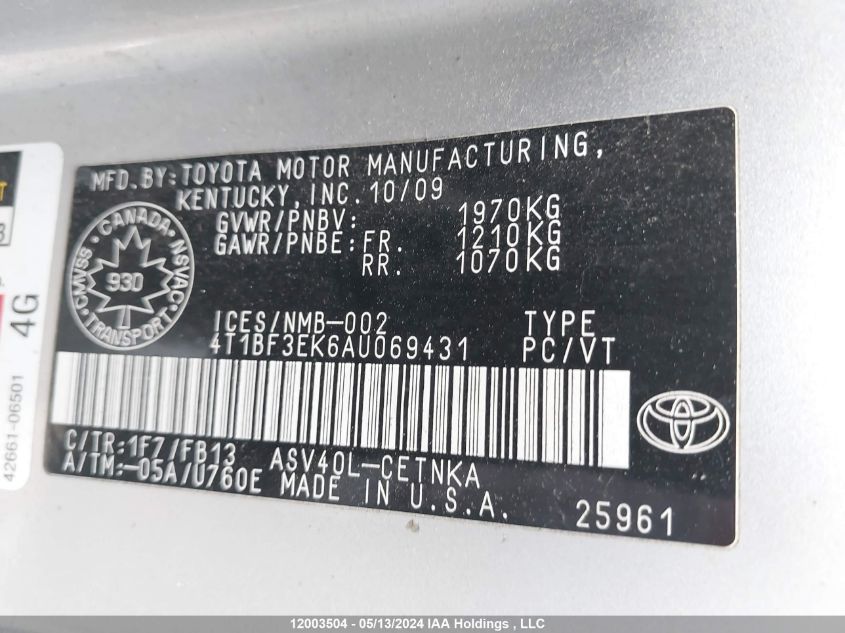 MFD. BY: TOYOTA MOTOR MANUFACTURING,
KENTUCKY, INC. 10/09
GVWR/PNBV: 1970KG
GAWR/PNBE: FR. 1210KG
RR. 1070KG
CANADA · NSVAC · TRANSPORT · CMVSS ·
930
ICES/NMB-002 TYPE
4T1BF3EK6AU069431 PC/VT
C/TR:1F7/FB13 ASV40L-CETNKA
A/TM:-05A/U760E MADE IN U.S.A.
25961
4G
42661-06501
12003504 - 05/13/2024 IAA Holdings , LLC